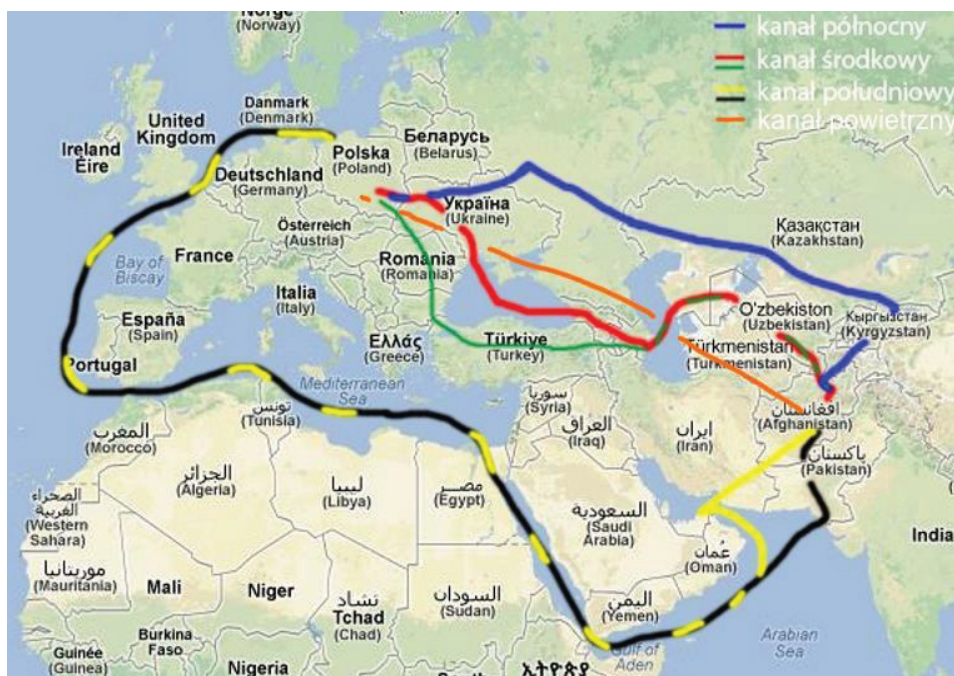 Norge
(Norway)
kanał północny
kanał środkowy
kanał południowy
kanał powietrzny
Danmark
(Denmark)
United
Kingdom
Ireland
Éire
Беларусь
(Belarus)
Polska
(Poland)
Deutschland
(Germany)
Україна
(Ukraine)
Österreich
(Austria)
Қазақстан
(Kazakhstan)
France
România
(Romania)
Bay of
Biscay
Italia
(Italy)
O'zbekiston
(Uzbekistan)
Кыргызстан
(Kyrgyzstan)
España
(Spain)
Ελλάς
(Greece)
Türkiye
(Turkey)
Türkmenistan
(Turkmenistan)
Portugal
Mediterranean
Sea
سوريا
(Syria)
افغانستان
(Afghanistan)
تونس
(Tunisia)
العراق
(Iraq)
ایران
(Iran)
المغرب
(Morocco)
پاکستان
(Pakistan)
الجزائر
(Algeria)
ليبيا
(Libya)
مصر
(Egypt)
السعودية
(Saudi
Arabia)
الصحراء
الغربية
(Western
Sahara)
India
عُمان
(Oman)
موريتانيا
(Mauritania)
Mali
Niger
تشاد
Tchad
(Chad)
السودان
(Sudan)
اليمن
(Yemen)
Burkina
Faso
Arabian
Sea
Guinée
(Guinea)
Nigeria
Gulf of
Aden
ኢትዮጵያ